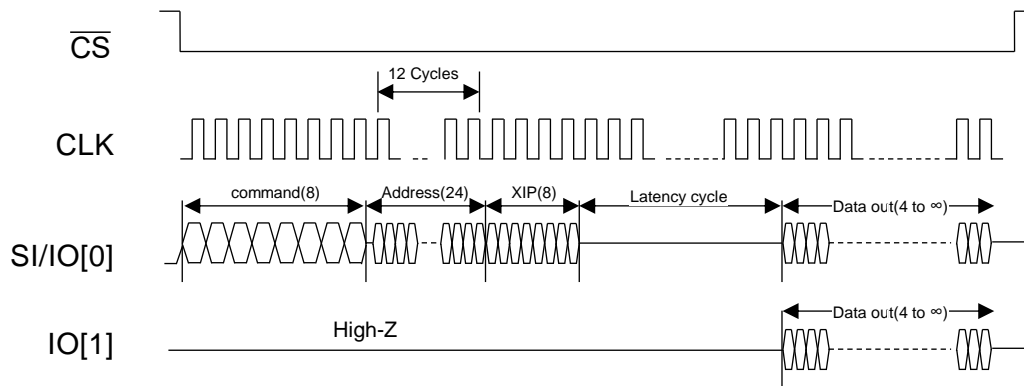 CS
12 Cycles
CLK
command(8)
Address(24)
XIP(8)
Latency cycle
Data out(4 to ∞)
SI/IO[0]
High-Z
Data out(4 to ∞)
IO[1]